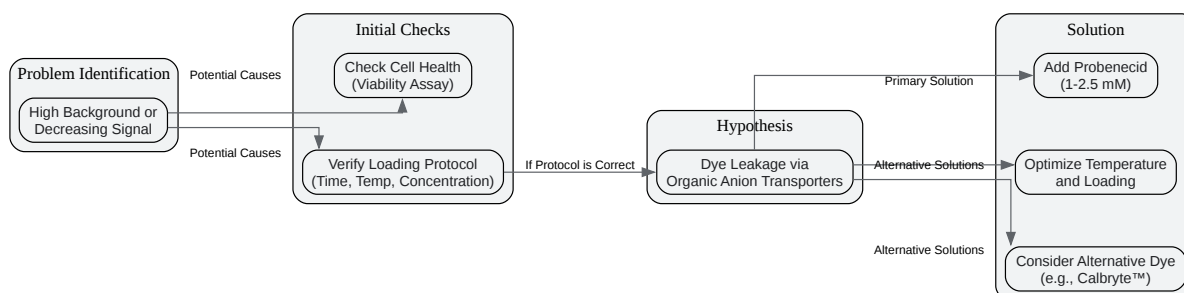 Problem Identification
High Background or
Decreasing Signal
Potential Causes
Potential Causes
Initial Checks
Check Cell Health
(Viability Assay)
Verify Loading Protocol
(Time, Temp, Concentration)
If Protocol is Correct
Hypothesis
Dye Leakage via
Organic Anion Transporters
Primary Solution
Alternative Solutions
Alternative Solutions
Solution
Add Probenecid
(1-2.5 mM)
Optimize Temperature
and Loading
Consider Alternative Dye
(e.g., Calbryte™)